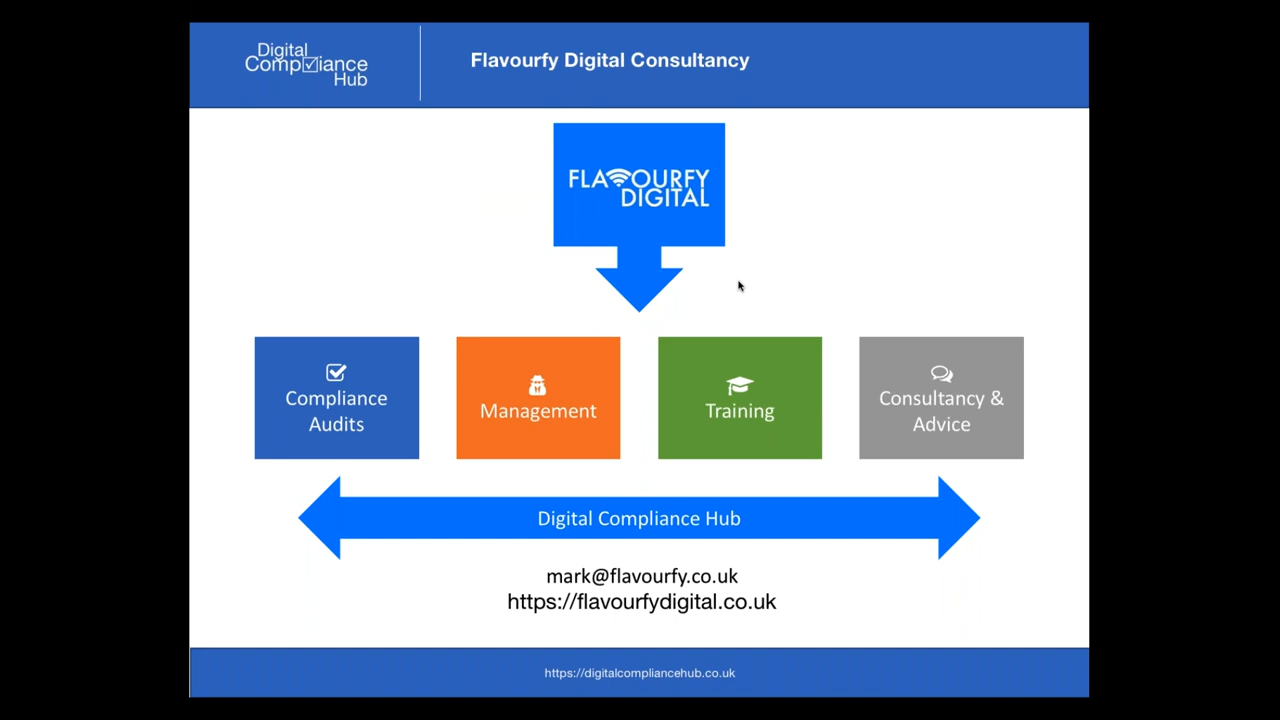 Digital
Compliance
Hub
Flavourfy Digital Consultancy
FLAVOURFY
DIGITAL
Compliance
Audits
Management
Training
Consultancy &
Advice
Digital Compliance Hub
mark@flavourfy.co.uk
https://flavourfydigital.co.uk
https://digitalcompliancehub.co.uk